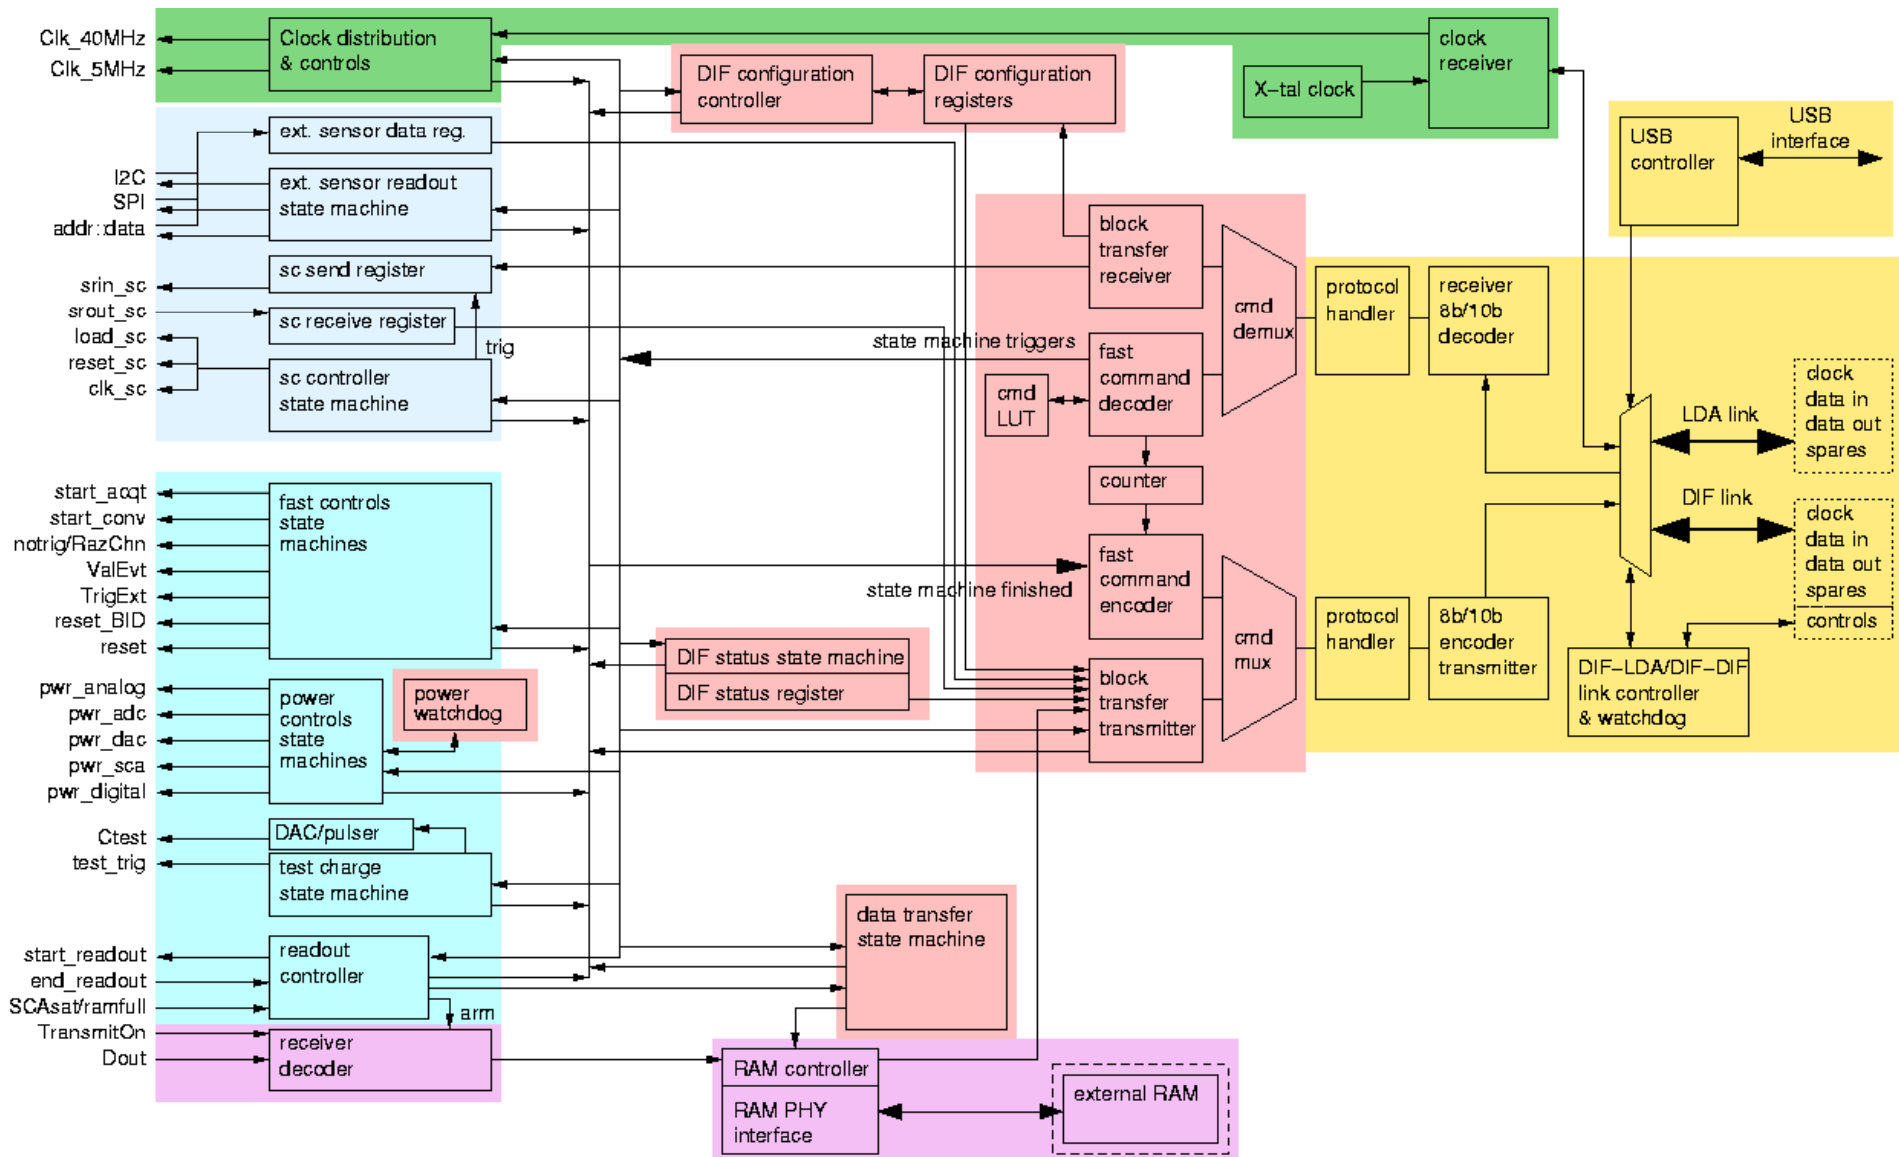 Clk_40MHz
Clk_5MHz
Clock distribution
& controls
clock
receiver
X-tal clock
DIF configuration
controller
DIF configuration
registers
USB
controller
USB
interface
ext. sensor data reg.
I2C
SPI
addr::data
ext. sensor readout
state machine
sc send register
srin_sc
srout_sc
load_sc
reset_sc
clk_sc
sc receive register
trig
sc controller
state machine
block
transfer
receiver
cmd
demux
protocol
handler
receiver
8b/10b
decoder
state machine triggers
fast
command
decoder
cmd
LUT
counter
LDA link
clock
data in
data out
spares
DIF link
clock
data in
data out
spares
controls
start_acqt
start_conv
notrig/RazChn
ValEvt
TrigExt
reset_BID
reset
fast controls
state
machines
state machine finished
fast
command
encoder
cmd
mux
protocol
handler
8b/10b
encoder
transmitter
DIF-LDA/DIF-DIF
link controller
& watchdog
DIF status state machine
DIF status register
block
transfer
transmitter
pwr_analog
pwr_adc
pwr_dac
pwr_sca
pwr_digital
power
controls
state
machines
power
watchdog
Ctest
test_trig
DAC/pulser
test charge
state machine
data transfer
state machine
start_readout
end_readout
SCAsat/ramfull
readout
controller
arm
TransmitOn
Dout
receiver
decoder
RAM controller
RAM PHY
interface
external RAM